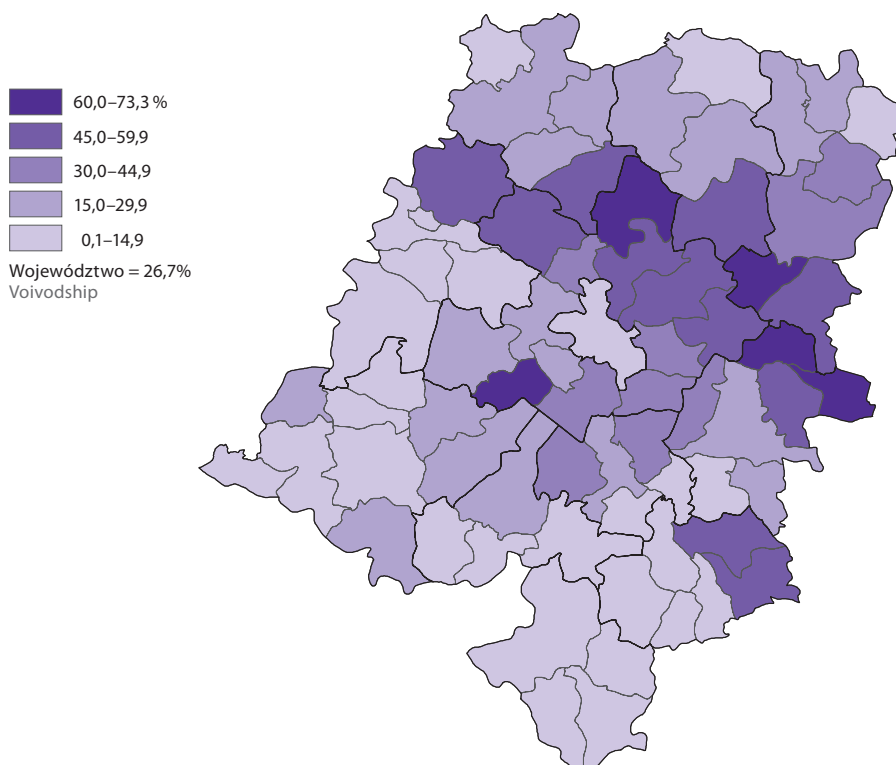 60,0–73,3 %
45,0–59,9
30,0–44,9
15,0–29,9
0,1–14,9
Województwo = 26,7%
Voivodship